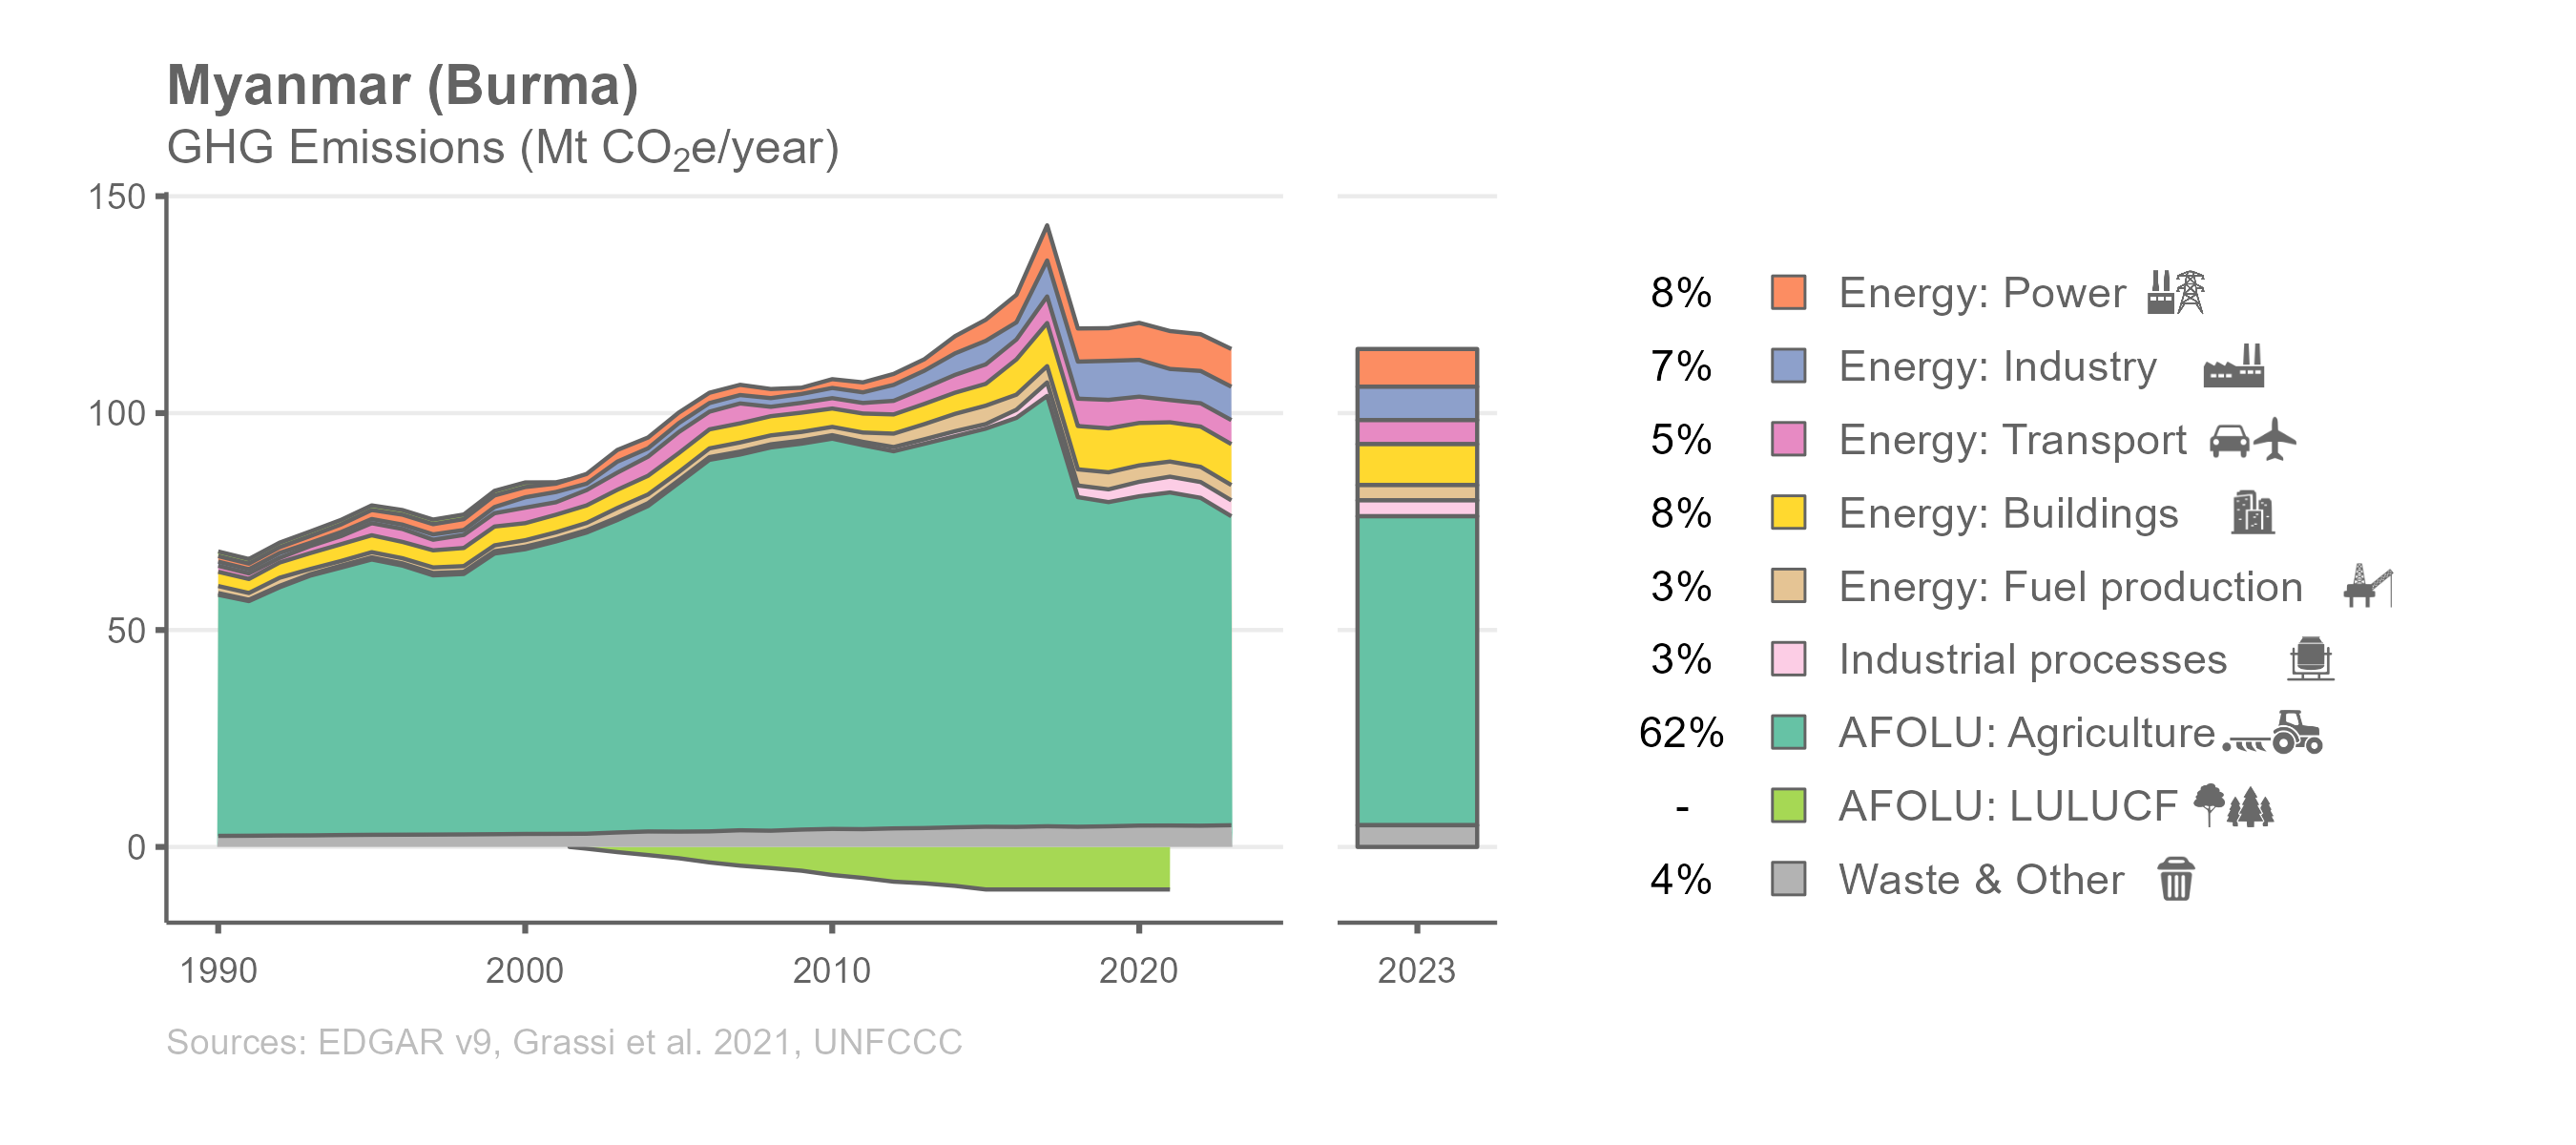 Myanmar (Burma)
GHG Emissions (Mt CO₂e/year)
150
100
50
0
1990 2000 2010 2020 2023
8% Energy: Power
7% Energy: Industry
5% Energy: Transport
8% Energy: Buildings
3% Energy: Fuel production
3% Industrial processes
62% AFOLU: Agriculture
- AFOLU: LULUCF
4% Waste & Other
Sources: EDGAR v9, Grassi et al. 2021, UNFCCC